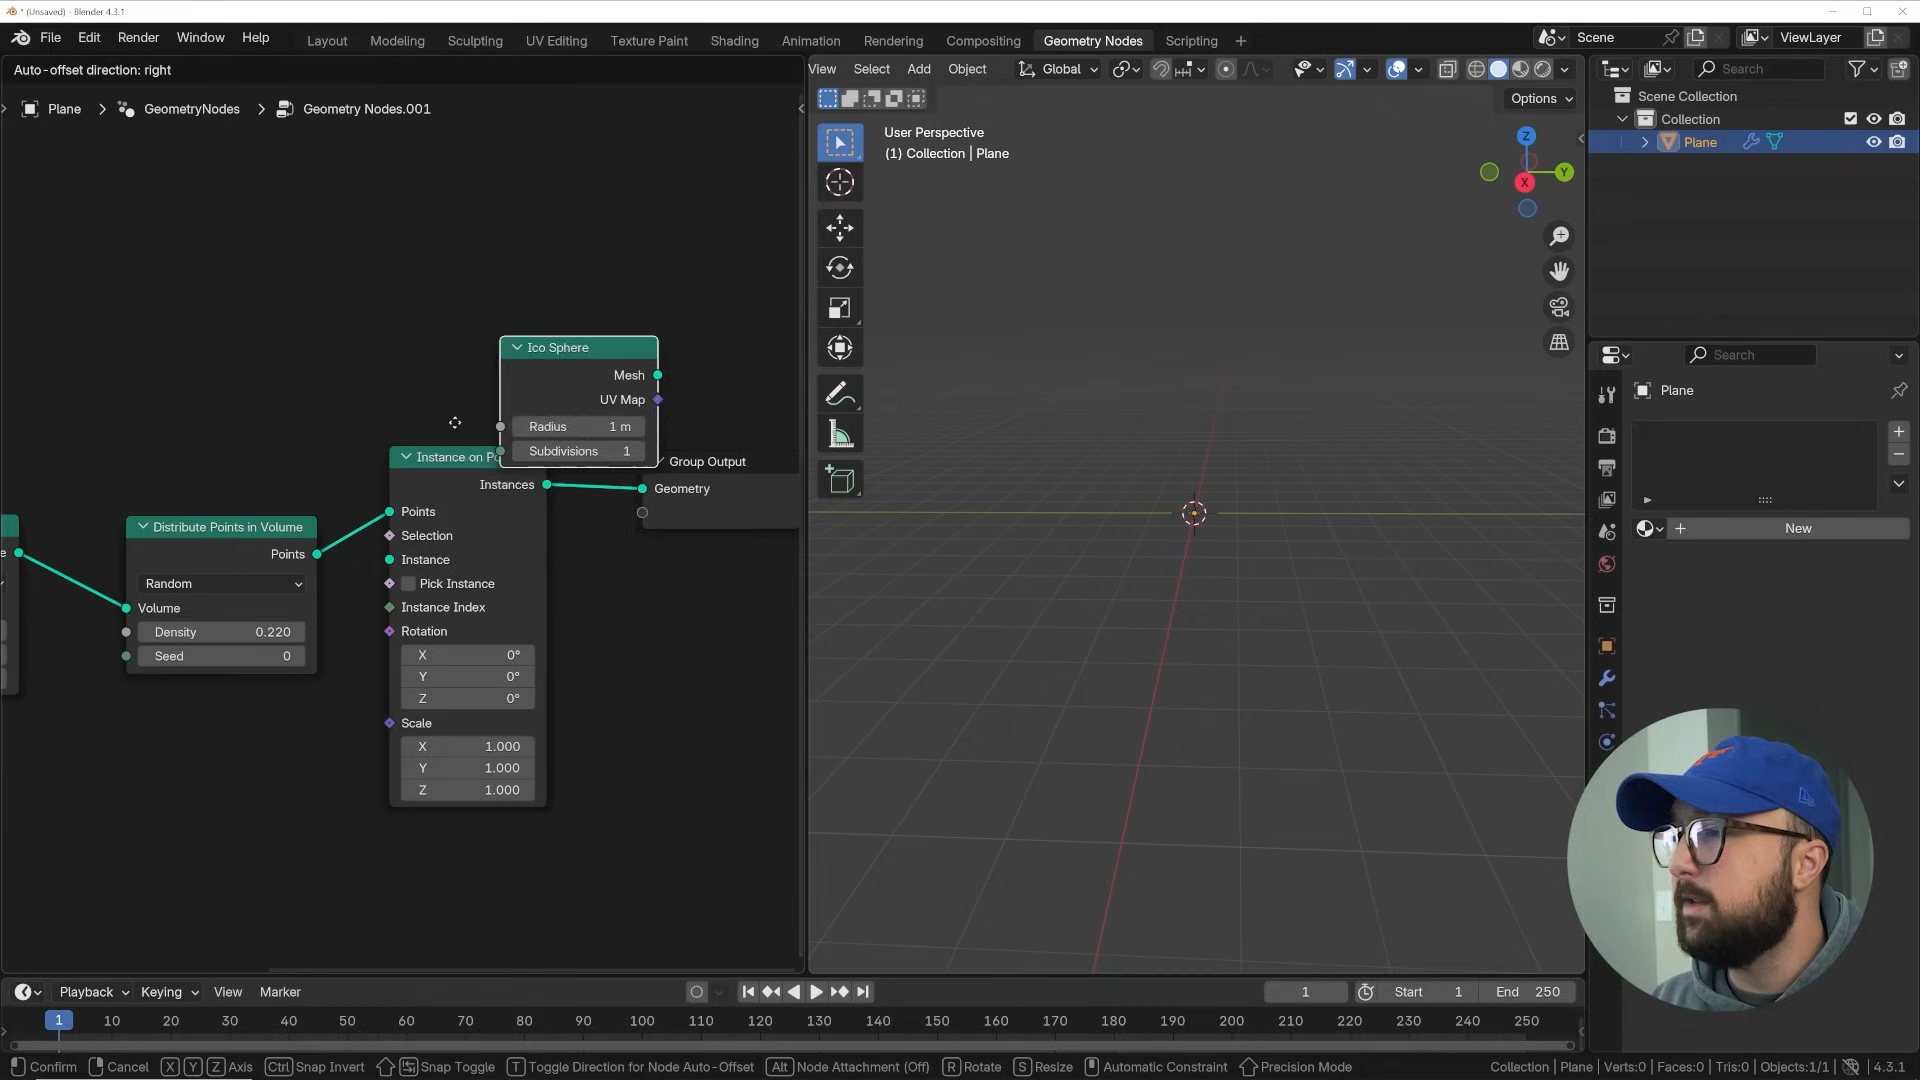 * (Unsaved) - Blender 4.3.1
File Edit Render Window Help
Layout Modeling Sculpting UV Editing Texture Paint Shading Animation Rendering Compositing Geometry Nodes Scripting +
Scene
ViewLayer
Auto-offset direction: right
View Select Add Object
Global
Search
Plane > GeometryNodes > Geometry Nodes.001
Options
Scene Collection
Collection
Plane
User Perspective
(1) Collection | Plane
Z
Y
X
Ico Sphere
Mesh
UV Map
Radius 1 m
Subdivisions 1
Instance on Po
Instances
Points
Selection
Instance
Pick Instance
Instance Index
Rotation
X 0°
Y 0°
Z 0°
Scale
X 1.000
Y 1.000
Z 1.000
Group Output
Geometry
Distribute Points in Volume
Points
Random
Volume
Density 0.220
Seed 0
e
Search
Plane
+ New
Playback Keying View Marker
1
Start 1
End 250
1 10 20 30 40 50 60 70 80 90 100 110 120 130 140 150 160 170 180 190 200 210 220 230 240 250
Confirm Cancel X Y Z Axis Ctrl Snap Invert Snap Toggle T Toggle Direction for Node Auto-Offset Alt Node Attachment (Off) R Rotate S Resize Automatic Constraint Precision Mode
Collection | Plane | Verts:0 | Faces:0 | Tris:0 | Objects:1/1 | 4.3.1